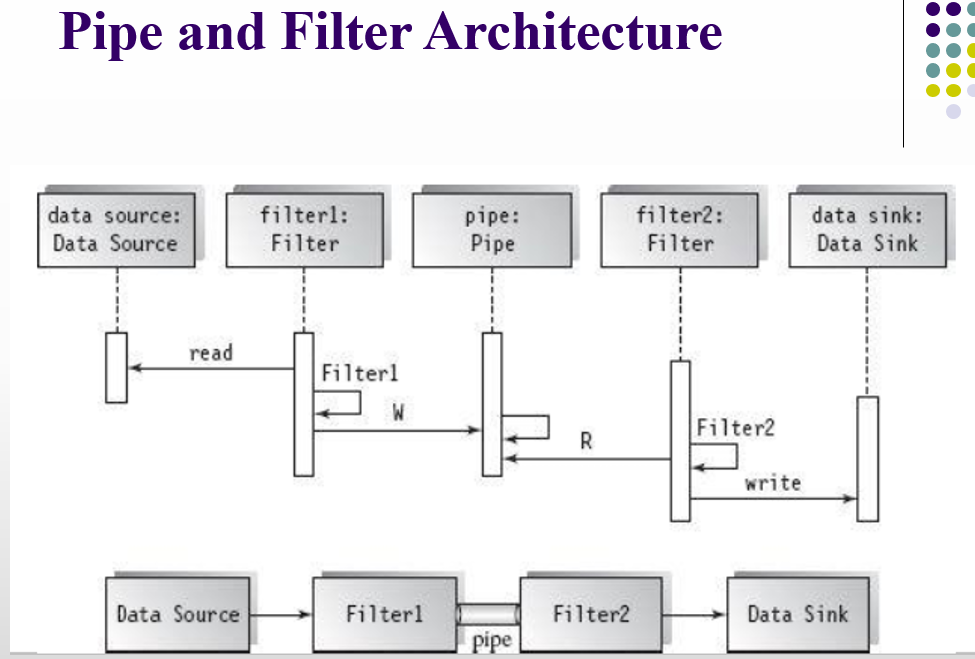 Pipe and Filter Architecture
data source:
Data Source
filter1:
Filter
pipe:
Pipe
filter2:
Filter
data sink:
Data Sink
read
Filter1
W
R
Filter2
write
Data Source
Filter1
pipe
Filter2
Data Sink